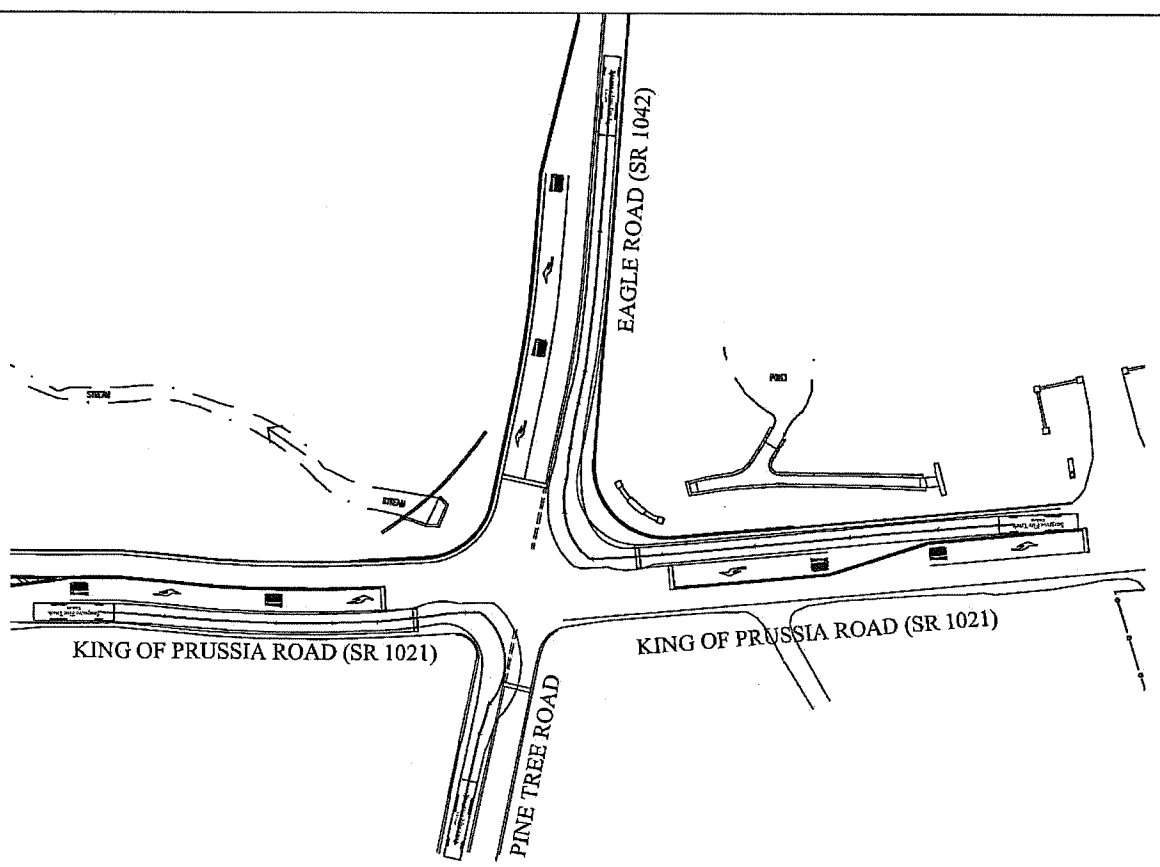 EAGLE ROAD (SR 1042)
POND
STREAM
STREAM
KING OF PRUSSIA ROAD (SR 1021)
KING OF PRUSSIA ROAD (SR 1021)
PINE TREE ROAD